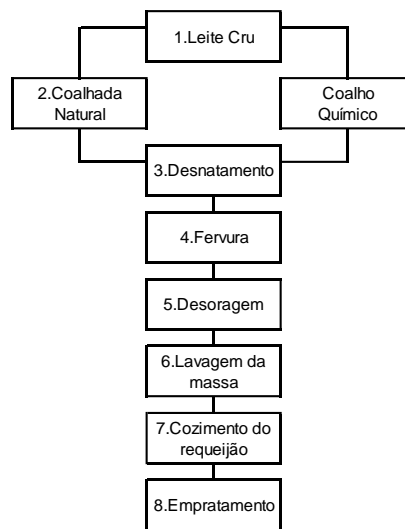 1.Leite Cru
2.Coalhada
Natural
Coalho
Químico
3.Desnatamento
4.Fervura
5.Desoragem
6.Lavagem da
massa
7.Cozimento do
requeijão
8.Empratamento